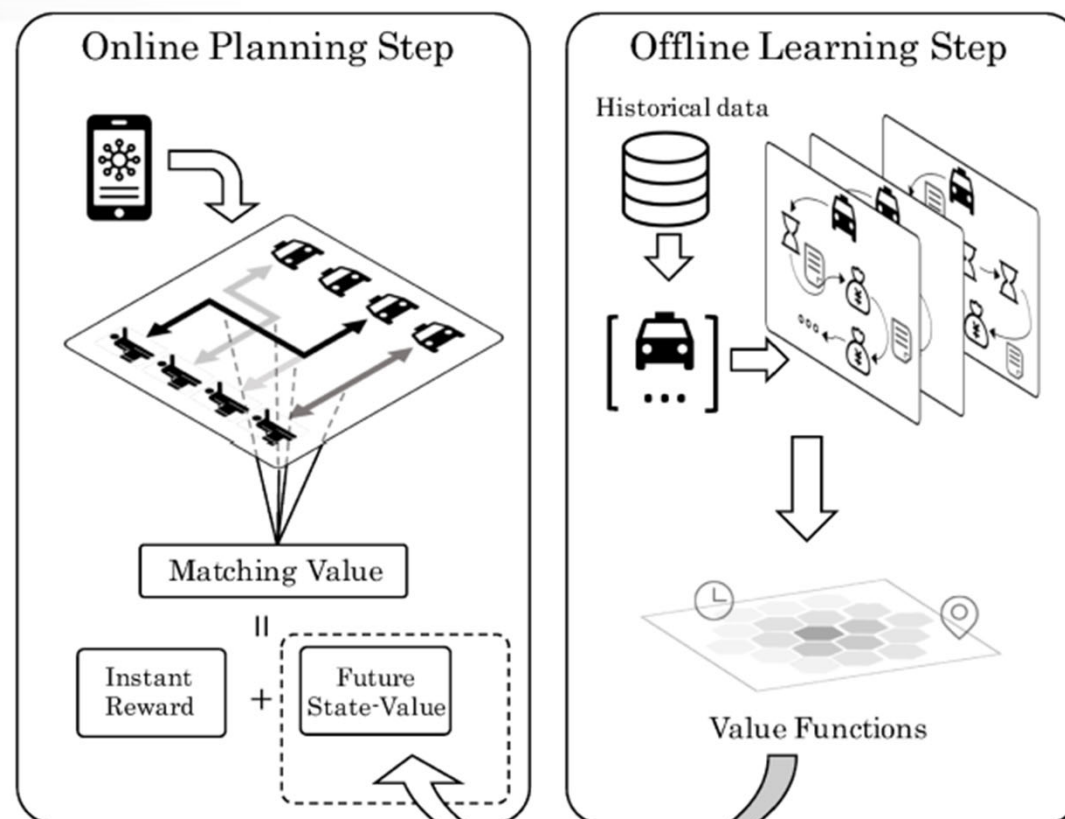 Online Planning Step
Matching Value
=
Instant
Reward
+
Future
State-Value
Offline Learning Step
Historical data
[
...
]
Value Functions